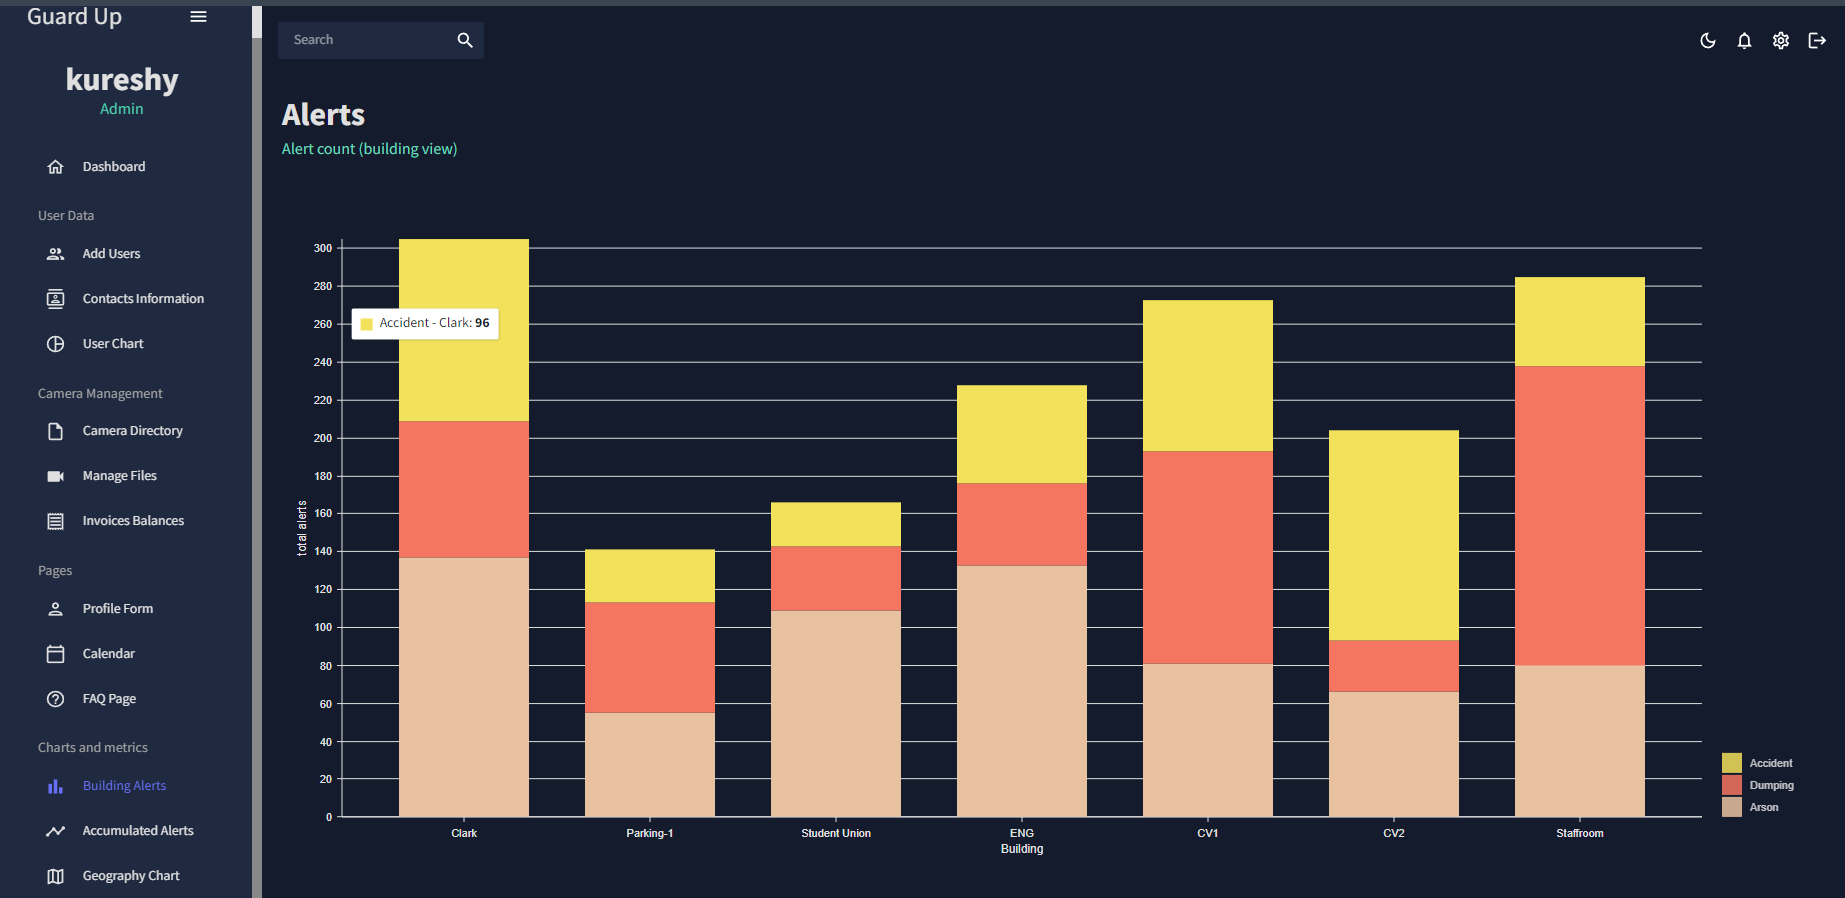 Guard Up
kureshy
Admin
Dashboard
User Data
Add Users
Contacts Information
User Chart
Camera Management
Camera Directory
Manage Files
Invoices Balances
Pages
Profile Form
Calendar
FAQ Page
Charts and metrics
Building Alerts
Accumulated Alerts
Geography Chart
Search
Alerts
Alert count (building view)
300
280
260
240
220
200
180
160
140
120
100
80
60
40
20
0
total alerts
Accident - Clark: 96
Clark
Parking-1
Student Union
ENG
CV1
CV2
Staffroom
Building
Accident
Dumping
Arson